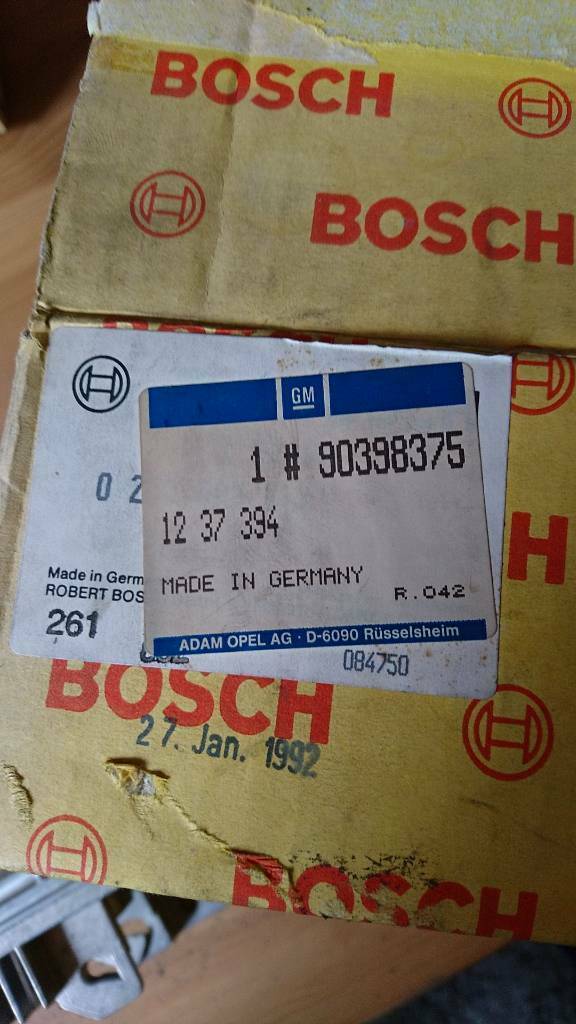 BOSCH
BOSCH
GM
1 # 90398375
0 2
12 37 394
Made in Germ
MADE IN GERMANY
ROBERT BOS
R.042
261
ADAM OPEL AG · D-6090 Rüsselsheim
084750
H
BOSCH
27. Jan. 1992
BOSCH